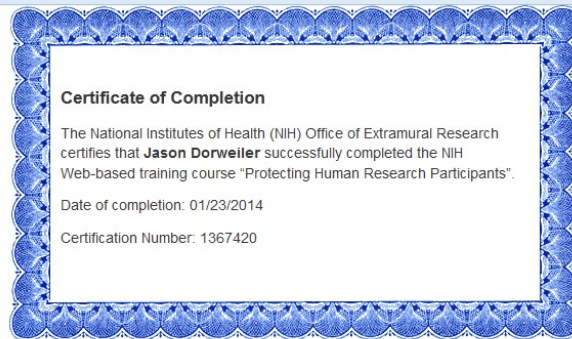 Certificate of Completion
The National Institutes of Health (NIH) Office of Extramural Research
certifies that Jason Dorweiler successfully completed the NIH
Web-based training course “Protecting Human Research Participants”.
Date of completion: 01/23/2014
Certification Number: 1367420